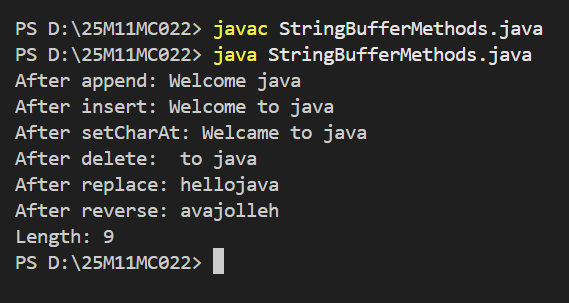 PS D:\25M11MC022> javac StringBufferMethods.java
PS D:\25M11MC022> java StringBufferMethods.java
After append: Welcome java
After insert: Welcome to java
After setCharAt: Welcame to java
After delete:  to java
After replace: hellojava
After reverse: avajolleh
Length: 9
PS D:\25M11MC022>